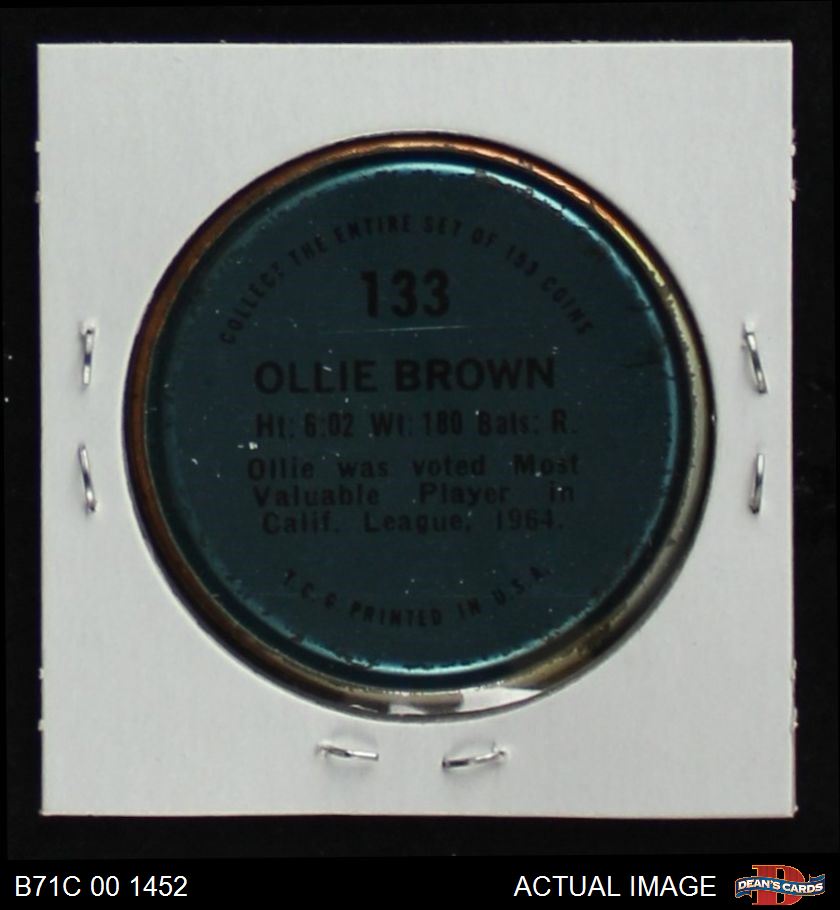 COLLECT THE ENTIRE SET OF 153 COINS
133
OLLIE BROWN
Ht: 6:02 Wt: 180 Bats: R.
Ollie was voted Most
Valuable Player in
Calif. League, 1964.
T.C.G. PRINTED IN U.S.A.
B71C 00 1452
ACTUAL IMAGE
DEAN'S CARDS